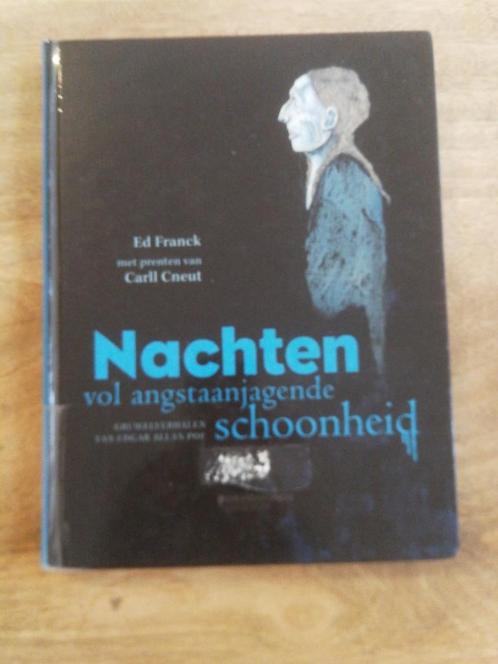 Ed Franck
met prenten van
Carll Cneut
Nachten
vol angstaanjagende
schoonheid
GRUWELVERHALEN
VAN EDGAR ALLAN POE